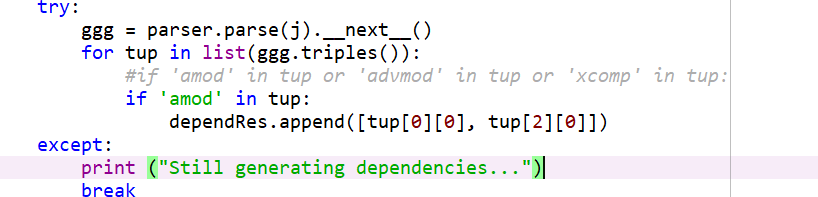 try:
ggg = parser.parse(j).__next__()
for tup in list(ggg.triples()):
#if 'amod' in tup or 'advmod' in tup or 'xcomp' in tup:
if 'amod' in tup:
dependRes.append([tup[0][0], tup[2][0]])
except:
print ("Still generating dependencies...")
break